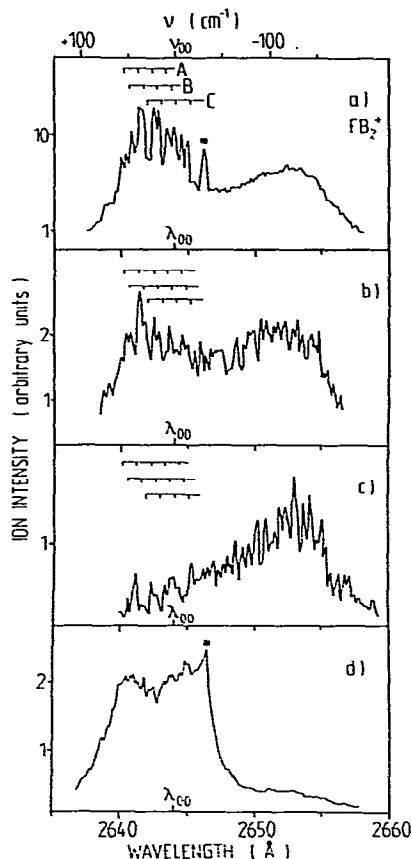 ν (cm⁻¹)
+100 ν₀₀ -100
A
B
C
a)
FB₂⁺
10
1
λ₀₀
b)
2
1
λ₀₀
c)
1
λ₀₀
d)
2
1
λ₀₀
ION INTENSITY (arbitrary units)
2640 2650 2660
WAVELENGTH (Å)